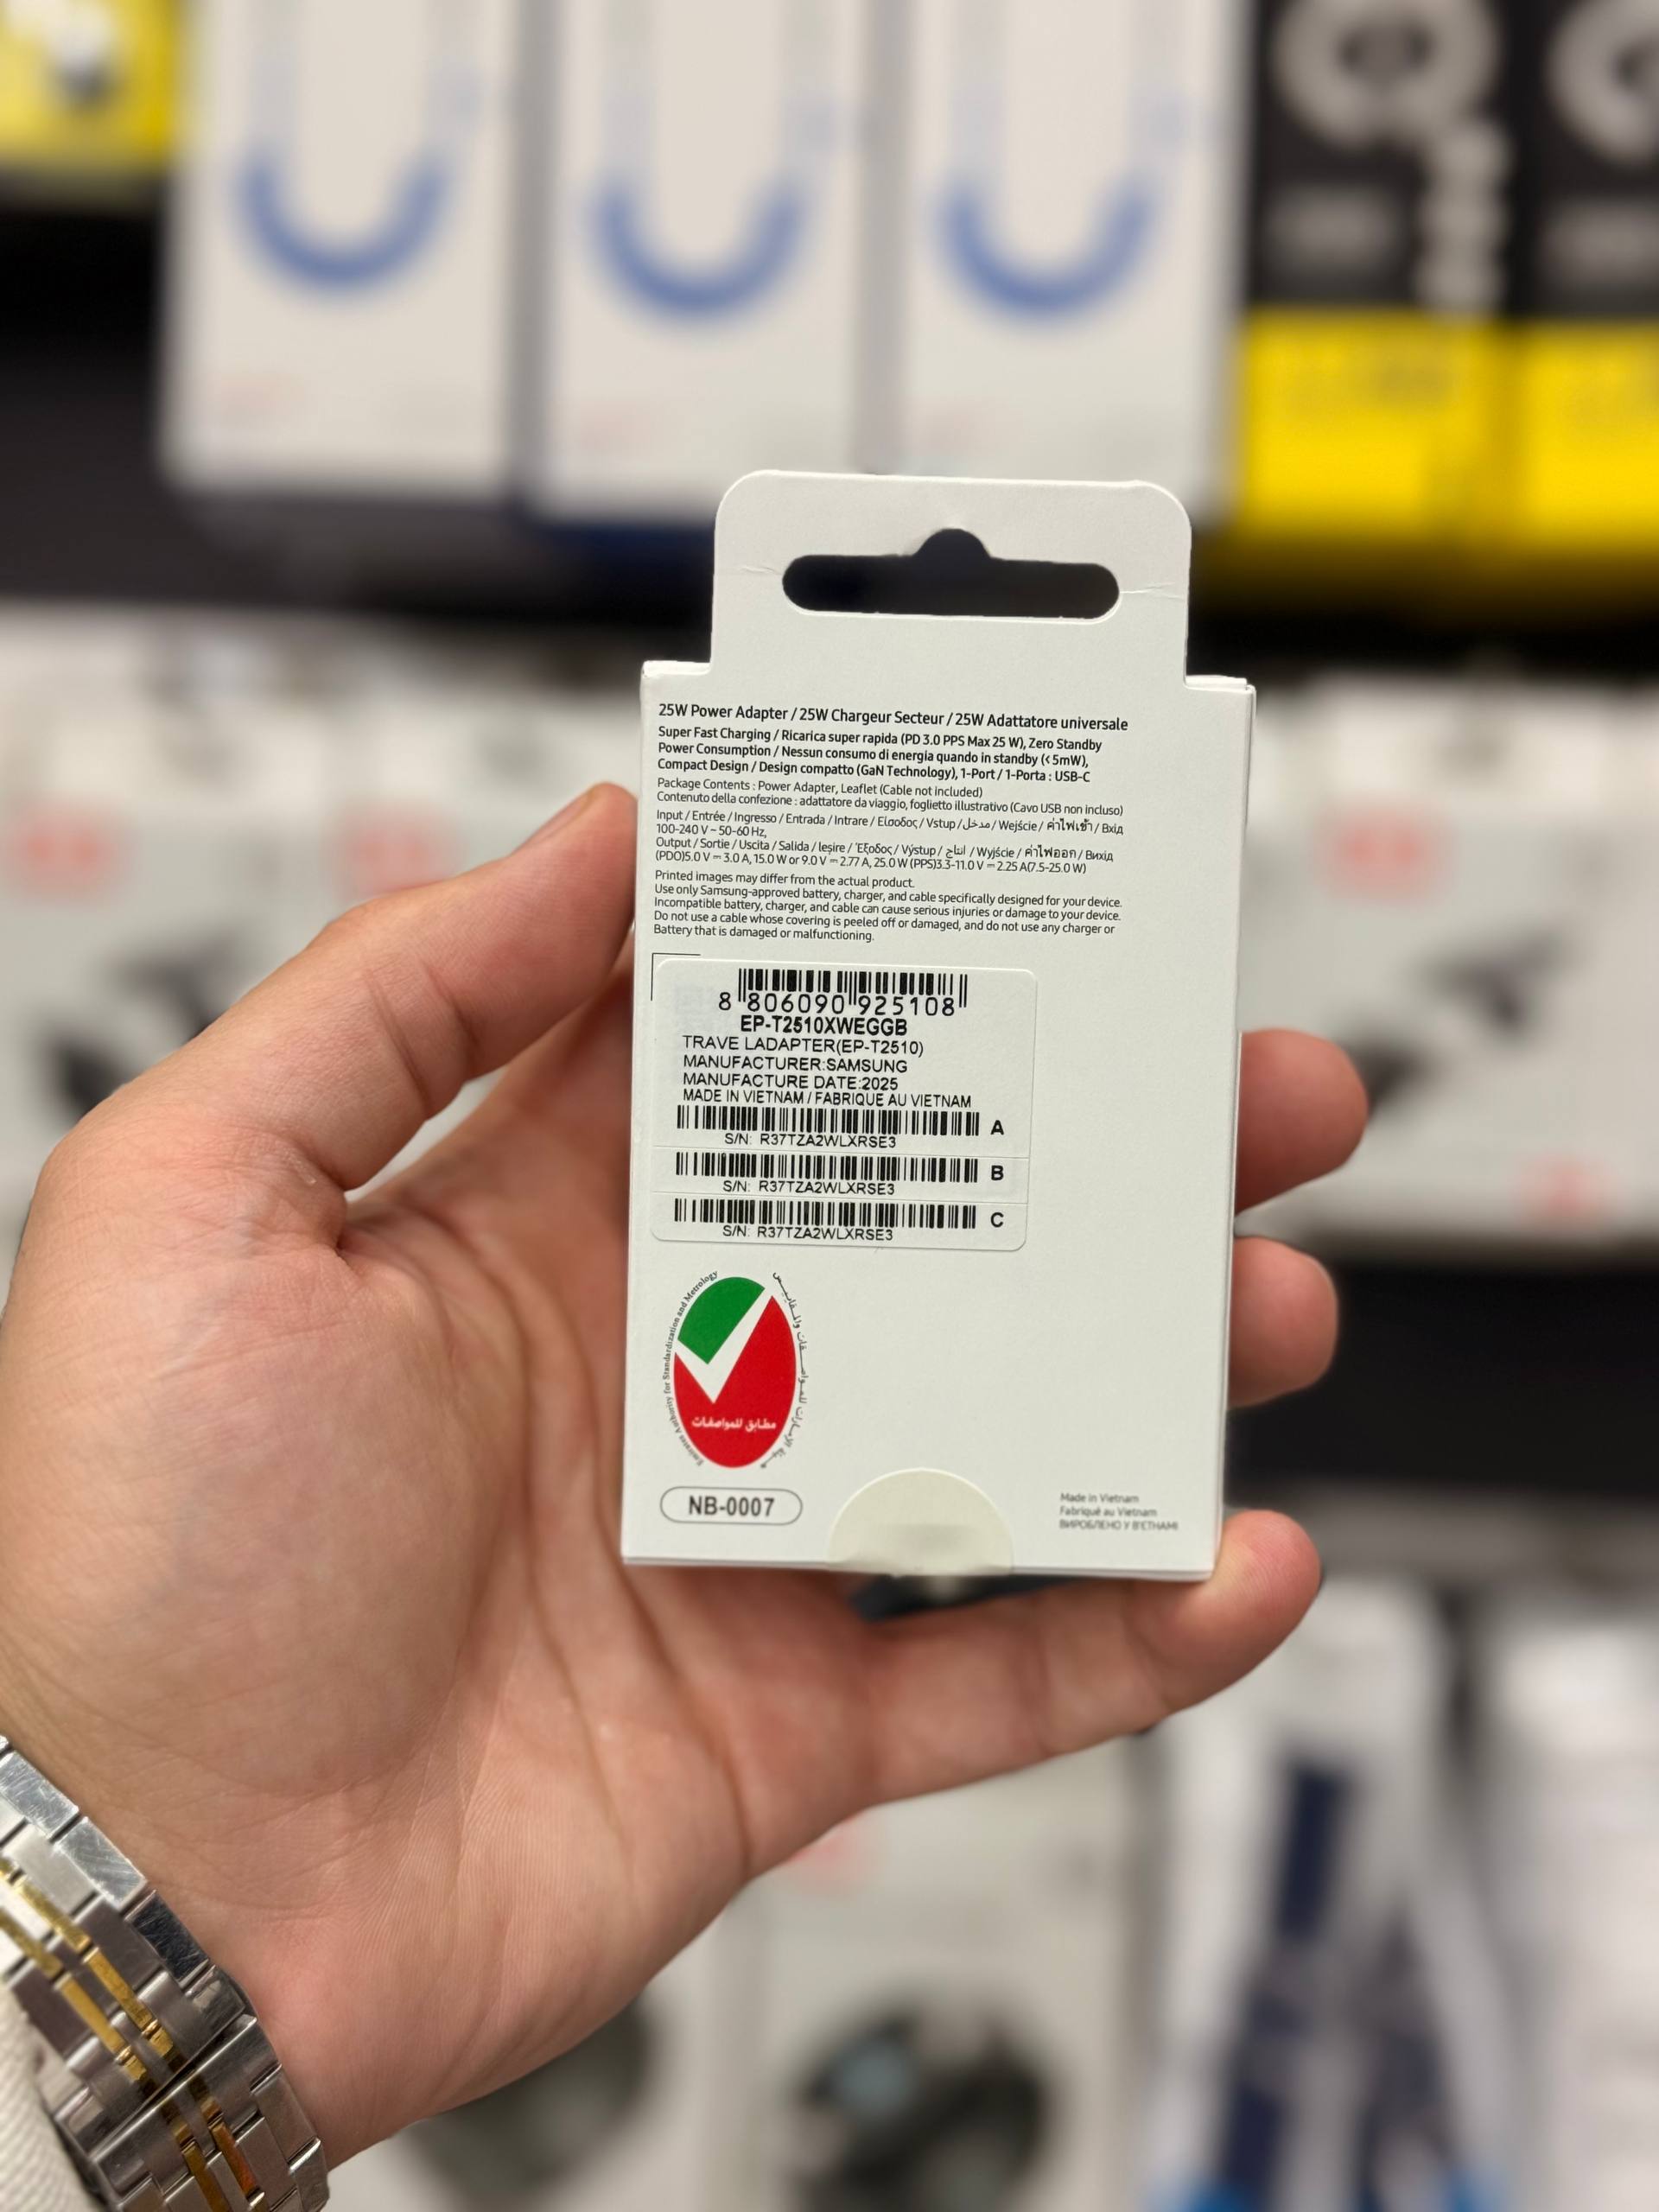 25W Power Adapter / 25W Chargeur Secteur / 25W Adattatore universale
Super Fast Charging / Ricarica super rapida (PD 3.0 PPS Max 25 W), Zero Standby
Power Consumption / Nessun consumo di energia quando in standby (< 5mW),
Compact Design / Design compatto (GaN Technology), 1-Port / 1-Porta : USB-C
Package Contents : Power Adapter, Leaflet (Cable not included)
Contenuto della confezione : adattatore da viaggio, foglietto illustrativo (Cavo USB non incluso)
Input / Entrée / Ingresso / Entrada / Intrare / Είσοδος / Vstup / مدخل / Wejście / ค่าไฟเข้า / Вхід
100-240 V ~ 50-60 Hz,
Output / Sortie / Uscita / Salida / Ieșire / Έξοδος / Výstup / إنتاج / Wyjście / ค่าไฟออก / Вихід
(PDO)5.0 V ⎓ 3.0 A, 15.0 W or 9.0 V ⎓ 2.77 A, 25.0 W (PPS)3.3-11.0 V ⎓ 2.25 A(7.5-25.0 W)
Printed images may differ from the actual product.
Use only Samsung-approved battery, charger, and cable specifically designed for your device.
Incompatible battery, charger, and cable can cause serious injuries or damage to your device.
Do not use a cable whose covering is peeled off or damaged, and do not use any charger or
Battery that is damaged or malfunctioning.
8 806090 925108
EP-T2510XWEGGB
TRAVE LADAPTER(EP-T2510)
MANUFACTURER:SAMSUNG
MANUFACTURE DATE:2025
MADE IN VIETNAM / FABRIQUE AU VIETNAM
A
S/N: R37TZA2WLXRSE3
B
S/N: R37TZA2WLXRSE3
C
S/N: R37TZA2WLXRSE3
Emirates Authority for Standardization and Metrology
هيئة الإمارات للمواصفات والمقاييس
مطابق للمواصفات
NB-0007
Made in Vietnam
Fabriqué au Vietnam
ВИРОБЛЕНО У В'ЄТНАМІ